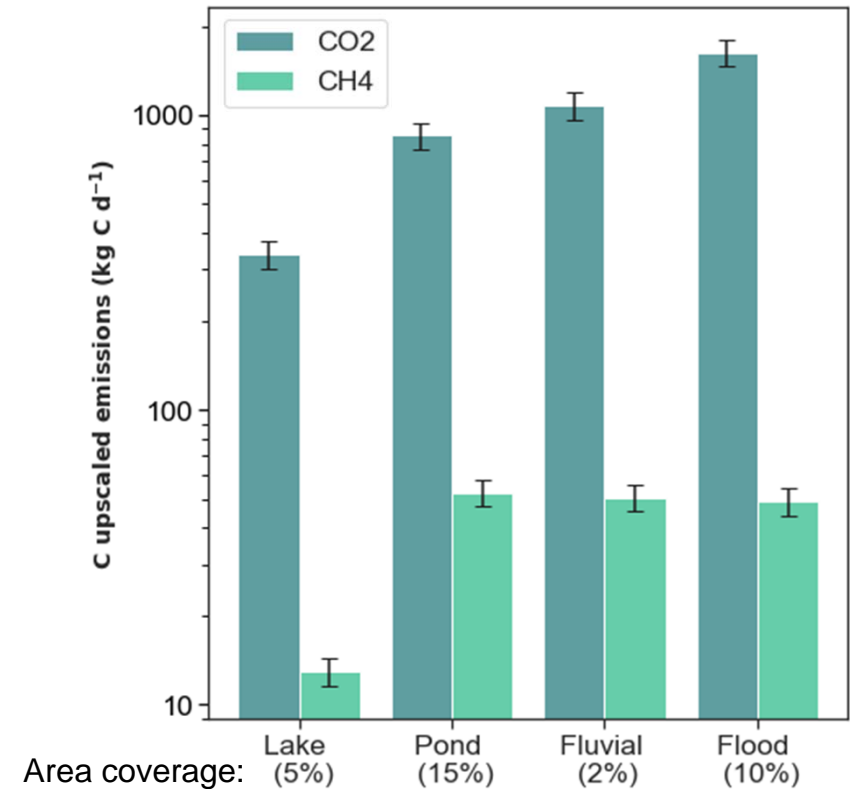 CO2
CH4
C upscaled emissions (kg C d⁻¹)
1000
100
10
Lake Pond Fluvial Flood
Area coverage: (5%) (15%) (2%) (10%)